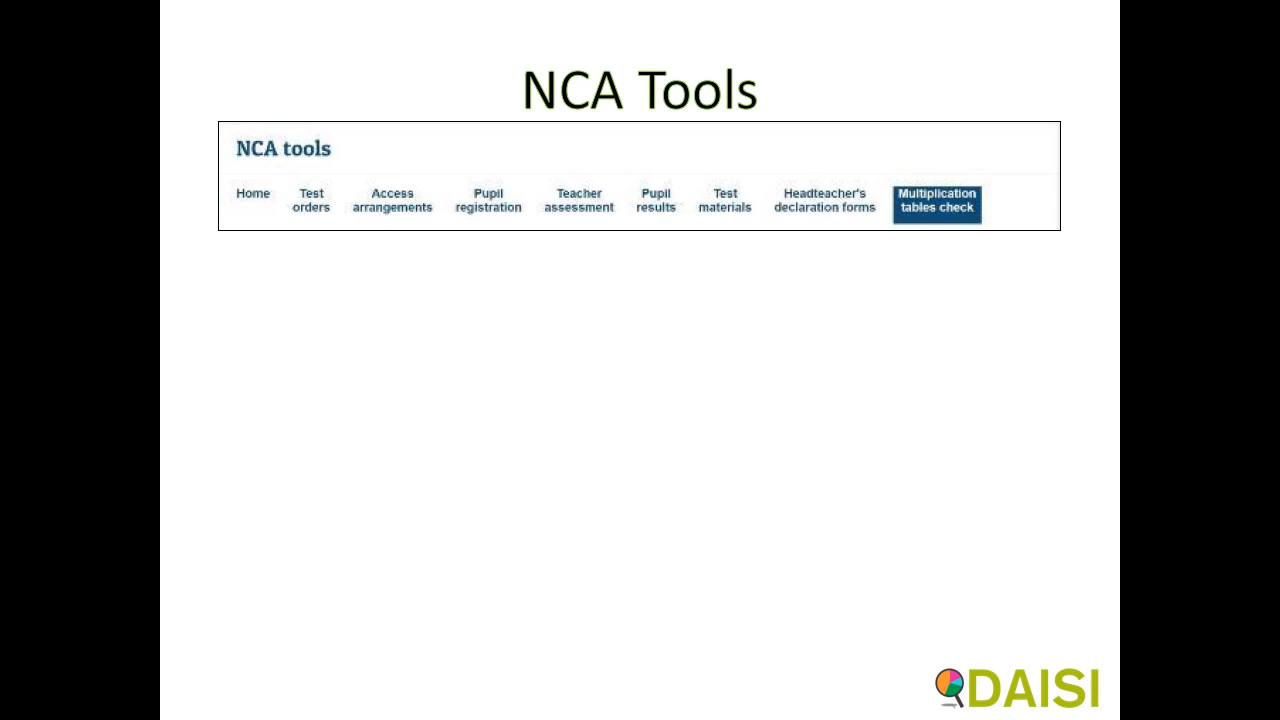 NCA Tools
NCA tools
Home Test orders Access arrangements Pupil registration Teacher assessment Pupil results Test materials Headteacher's declaration forms Multiplication tables check
DAISI